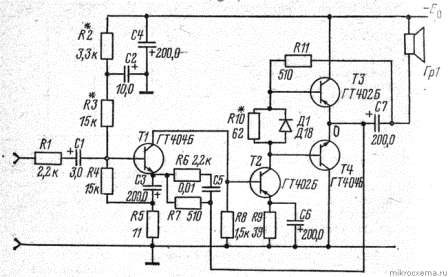 -E₀
*
R2
3,3к
C2
10,0
C4
200,0
+
R11
510
Гр1
*
R3
15к
*
R10
62
Д1
Д18
T3
ГТ402Б
C7
200,0
+
0
T1
ГТ404Б
R1
2,2к
C1
3,0
+
R4
15к
R6 2,2к
0,01
C5
C3
200,0
+
T2
ГТ402Б
T4
ГТ404Б
R5
11
R7 510
R8
1,5к
R9
39
C6
200,0
+
mikrocxema.ru